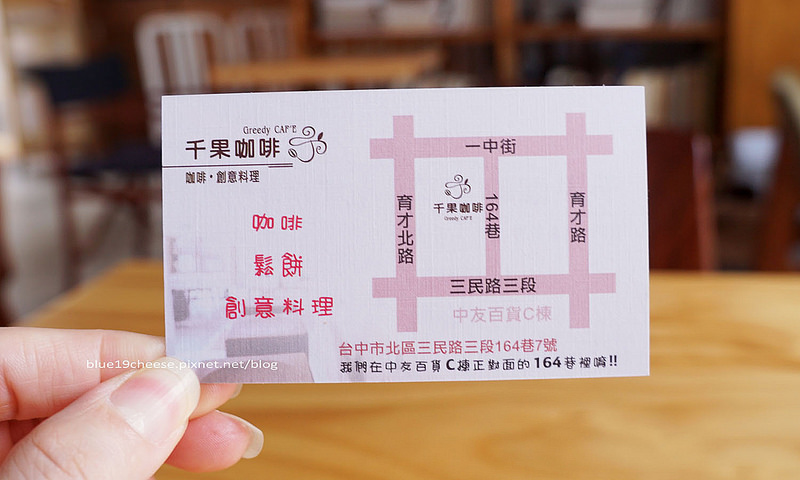 Greedy CAF'E
千果咖啡
咖啡・創意料理
咖啡
鬆餅
創意料理
一中街
育才北路
千果咖啡
Greedy CAF'E
164巷
育才路
三民路三段
中友百貨C棟
台中市北區三民路三段164巷7號
我們在中友百貨C棟正對面的164巷裡唷!!
blue19cheese.pixnet.net/blog